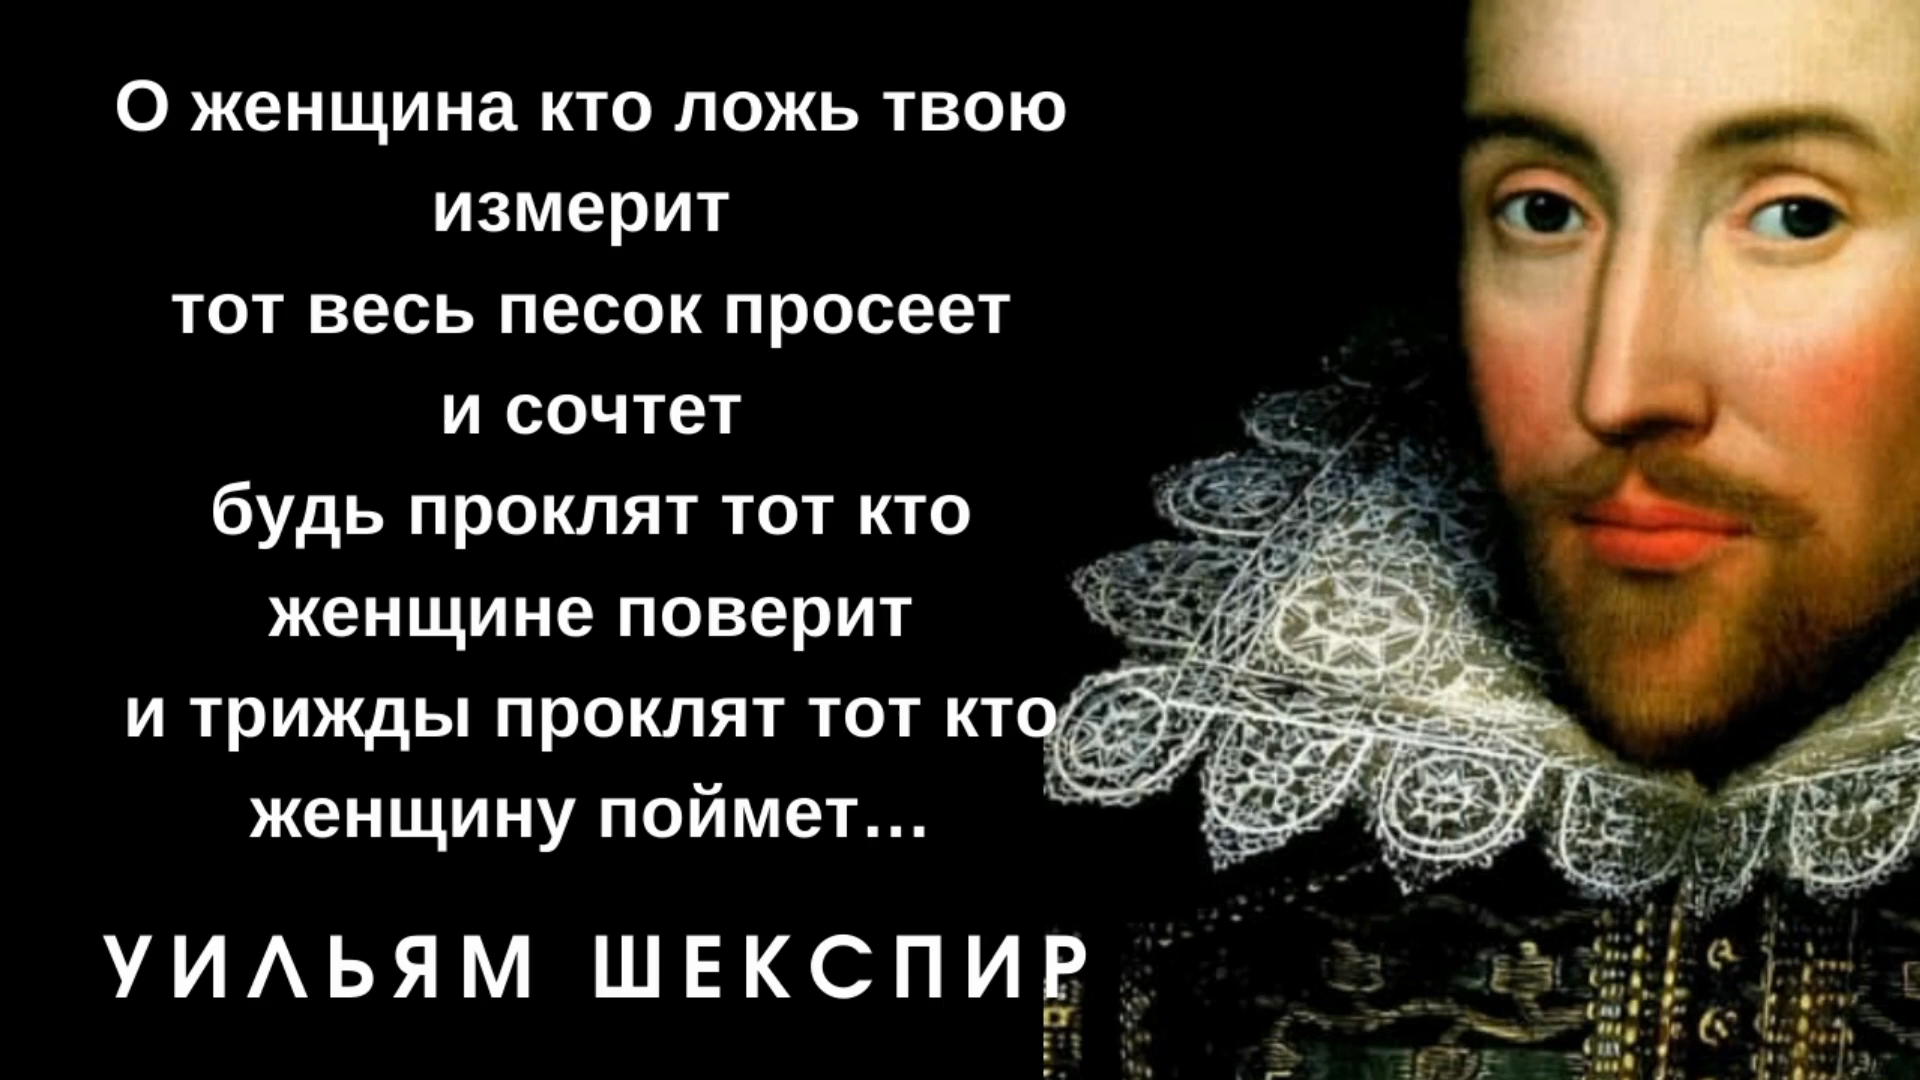 О женщина кто ложь твою
измерит
тот весь песок просеет
и сочтет
будь проклят тот кто
женщине поверит
и трижды проклят тот кто
женщину поймет...
УИЛЬЯМ ШЕКСПИР